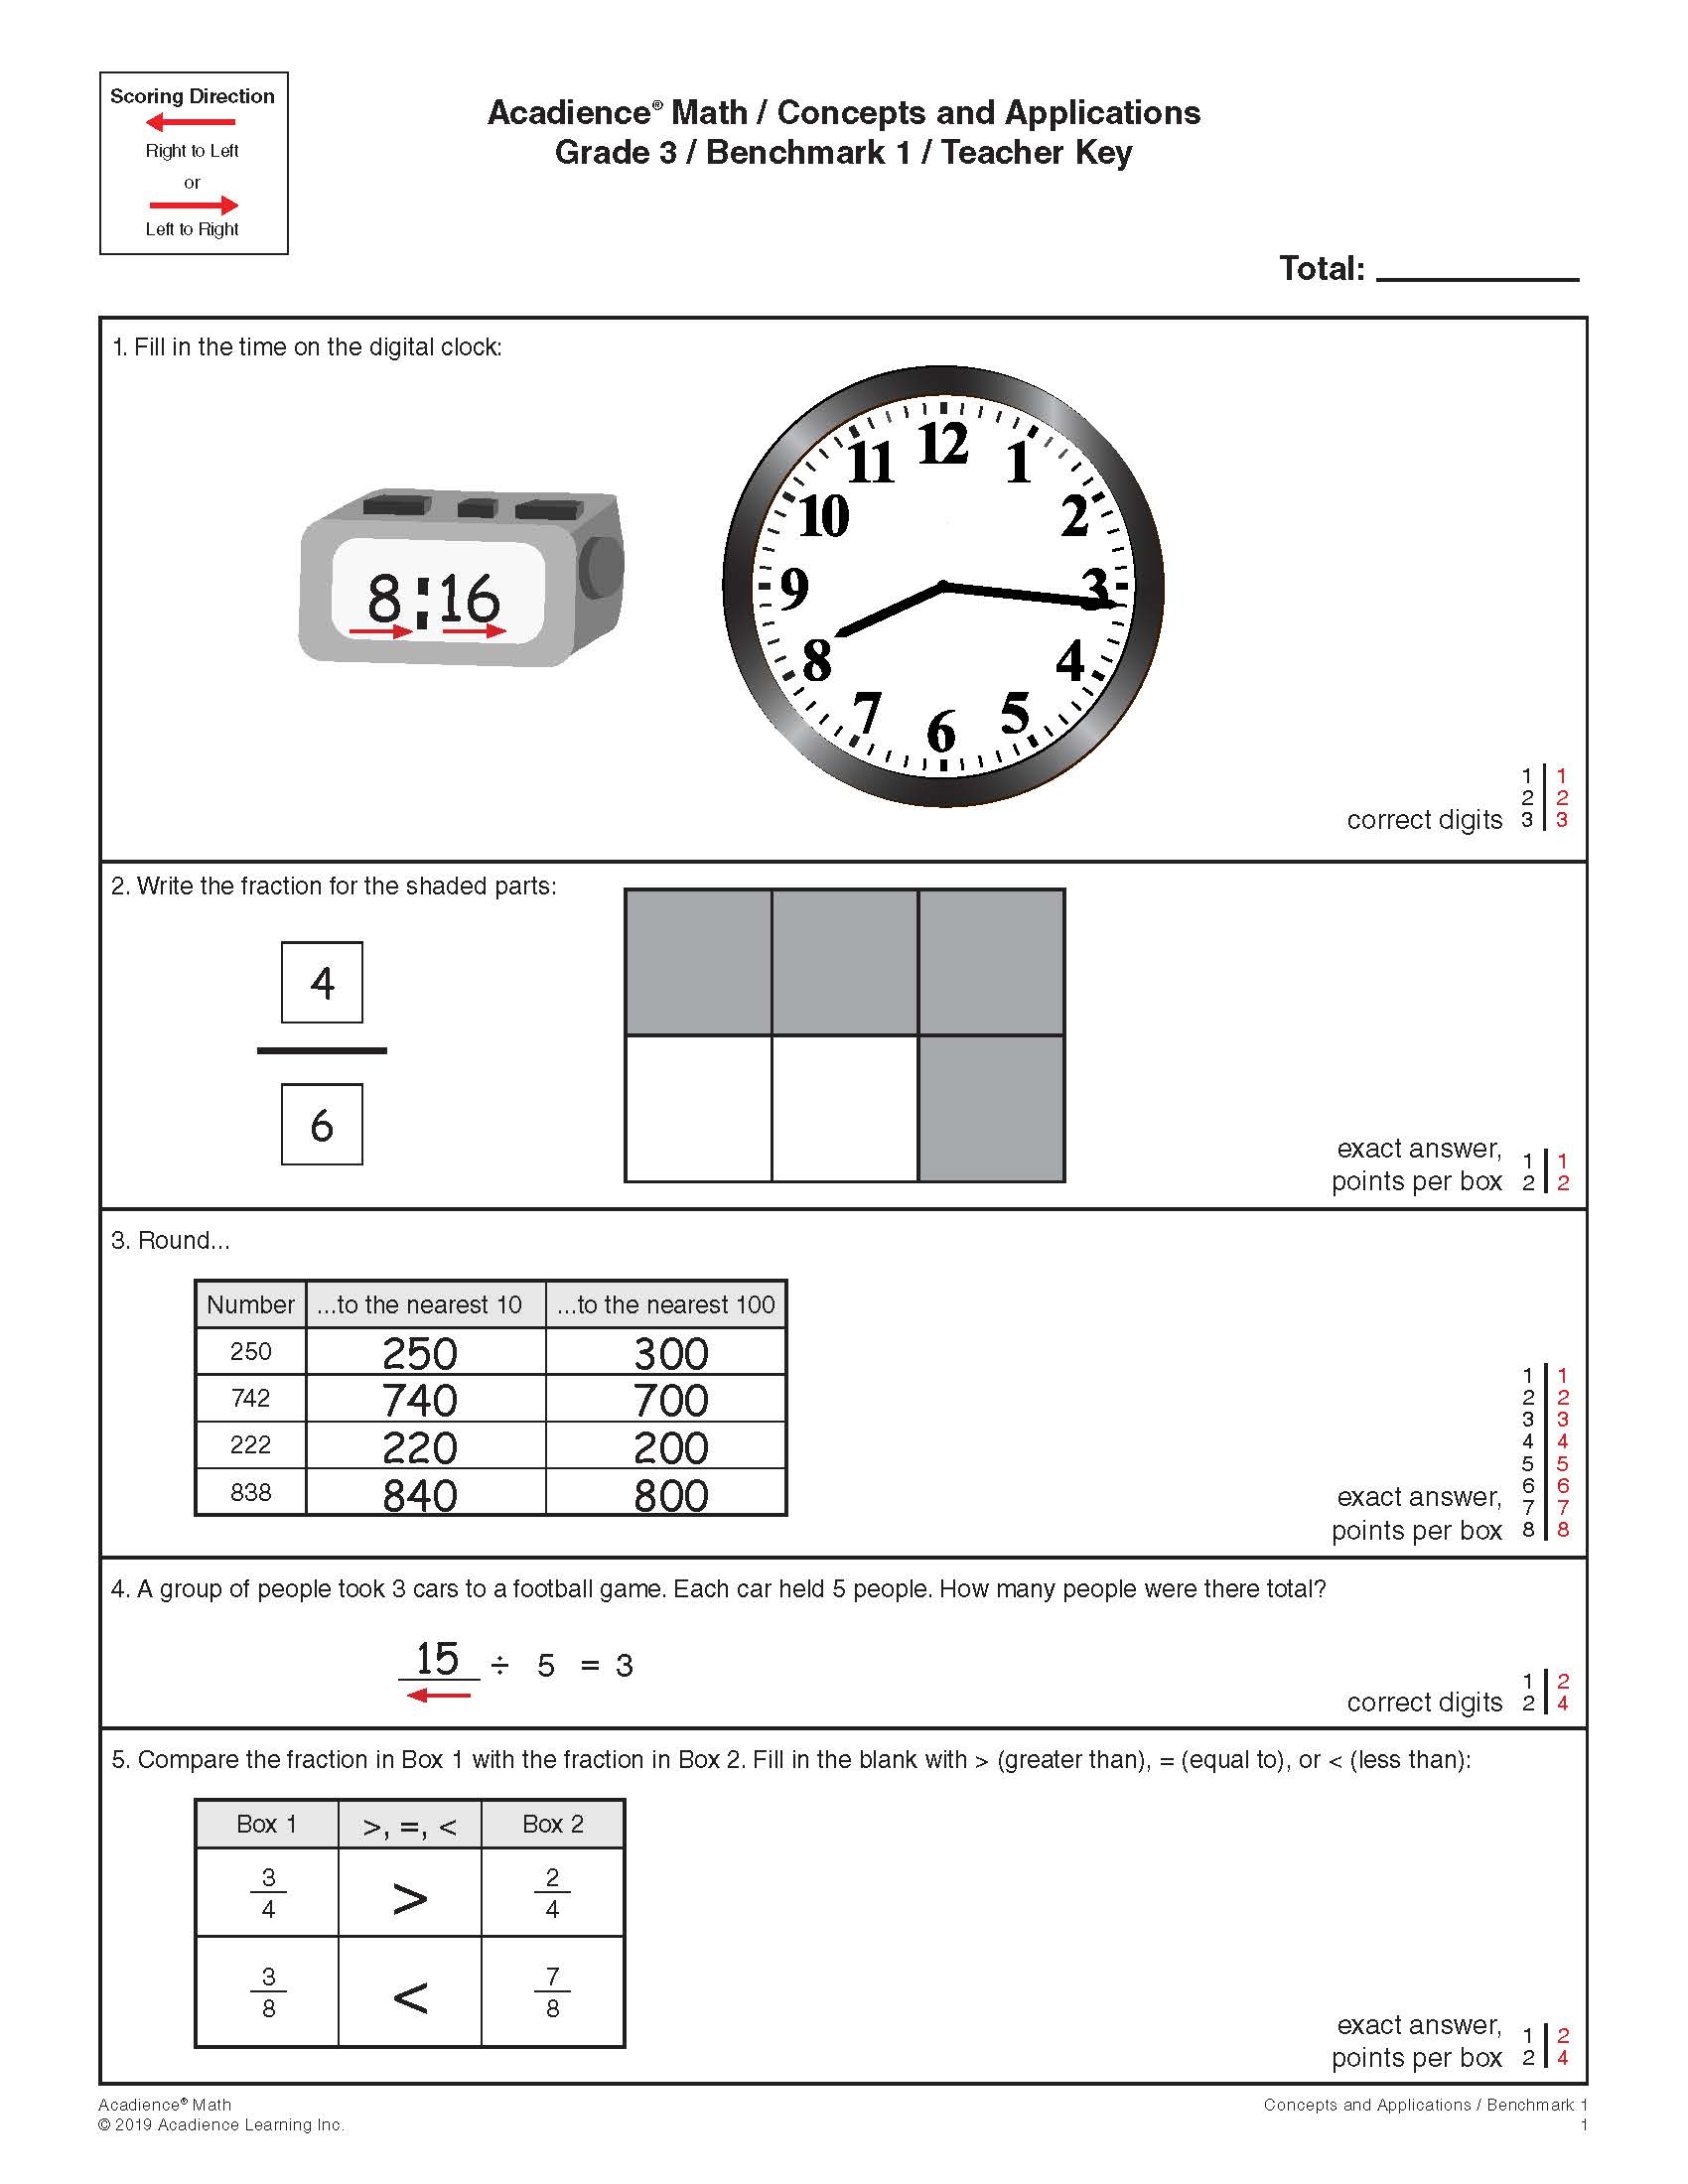 Scoring Direction
Right to Left
or
Left to Right
Acadience® Math / Concepts and Applications
Grade 3 / Benchmark 1 / Teacher Key
Total:
1. Fill in the time on the digital clock:
8:16
12
11 1
10 2
9 3
8 4
7 5
6
1 1
2 2
correct digits 3 3
2. Write the fraction for the shaded parts:
4
6
exact answer,
points per box
1 1
2 2
3. Round...
Number ...to the nearest 10 ...to the nearest 100
250 250 300
742 740 700
222 220 200
838 840 800
1 1
2 2
3 3
4 4
5 5
6 6
7 7
8 8
exact answer,
points per box
4. A group of people took 3 cars to a football game. Each car held 5 people. How many people were there total?
15 ÷ 5 = 3
1 2
correct digits 2 4
5. Compare the fraction in Box 1 with the fraction in Box 2. Fill in the blank with > (greater than), = (equal to), or < (less than):
Box 1 >, =, < Box 2
3/4 > 2/4
3/8 < 7/8
exact answer,
points per box
1 2
2 4
Acadience® Math
© 2019 Acadience Learning Inc.
Concepts and Applications / Benchmark 1
1